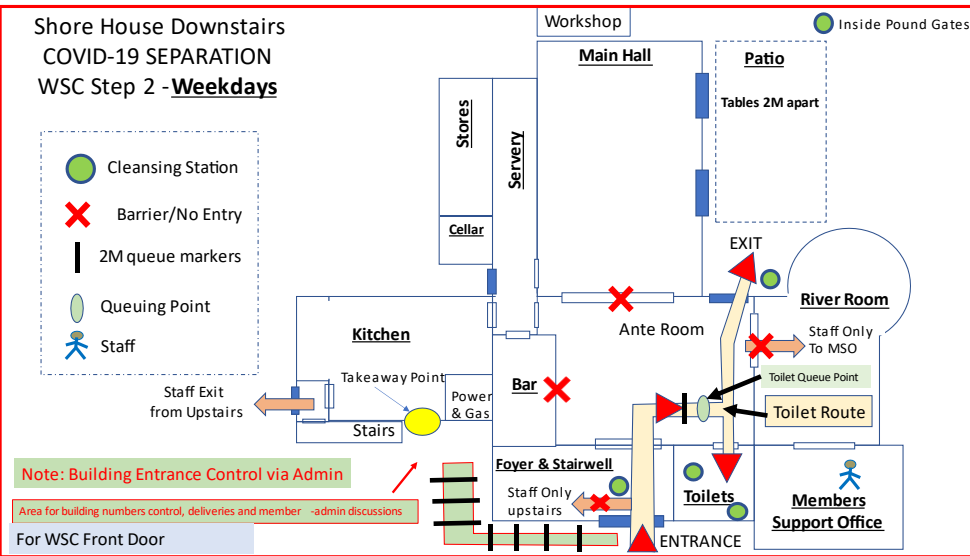 Shore House Downstairs
COVID-19 SEPARATION
WSC Step 2 - Weekdays
Workshop
Inside Pound Gates
Main Hall
Patio
Tables 2M apart
Stores
Servery
Cellar
Cleansing Station
Barrier/No Entry
2M queue markers
Queuing Point
Staff
EXIT
River Room
Ante Room
Staff Only
To MSO
Kitchen
Takeaway Point
Bar
Power
& Gas
Toilet Queue Point
Toilet Route
Staff Exit
from Upstairs
Stairs
Note: Building Entrance Control via Admin
Area for building numbers control, deliveries and member -admin discussions
For WSC Front Door
Foyer & Stairwell
Staff Only
upstairs
Toilets
Members
Support Office
ENTRANCE